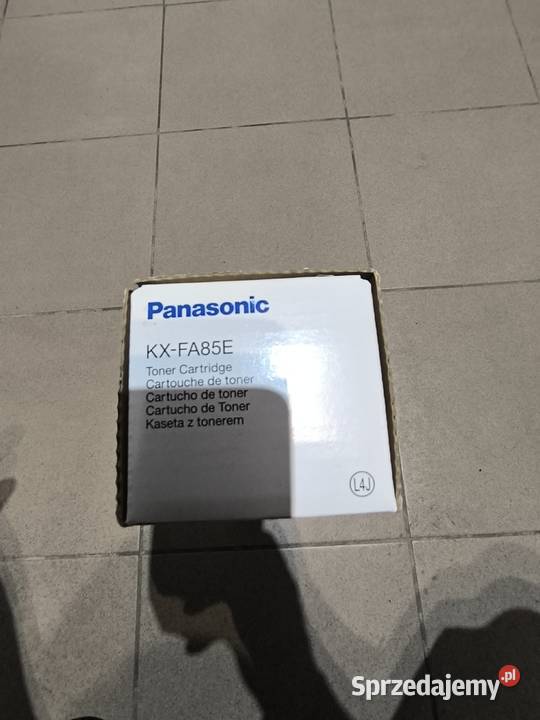 Panasonic
KX-FA85E
Toner Cartridge
Cartouche de toner
Cartucho de toner
Cartucho de Toner
Kaseta z tonerem
L4J
Sprzedajemy.pl